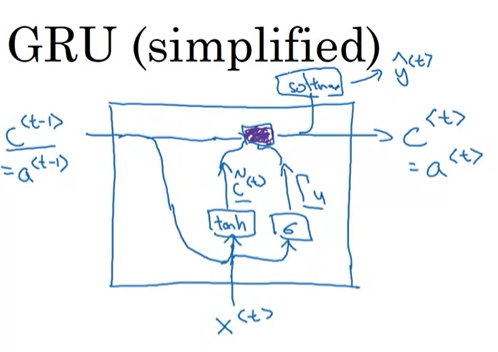 GRU (simplified)
softmax
ŷ<t>
c<t-1>
= a<t-1>
c<t>
= a<t>
c̃<t>
Γu
tanh
σ
x<t>